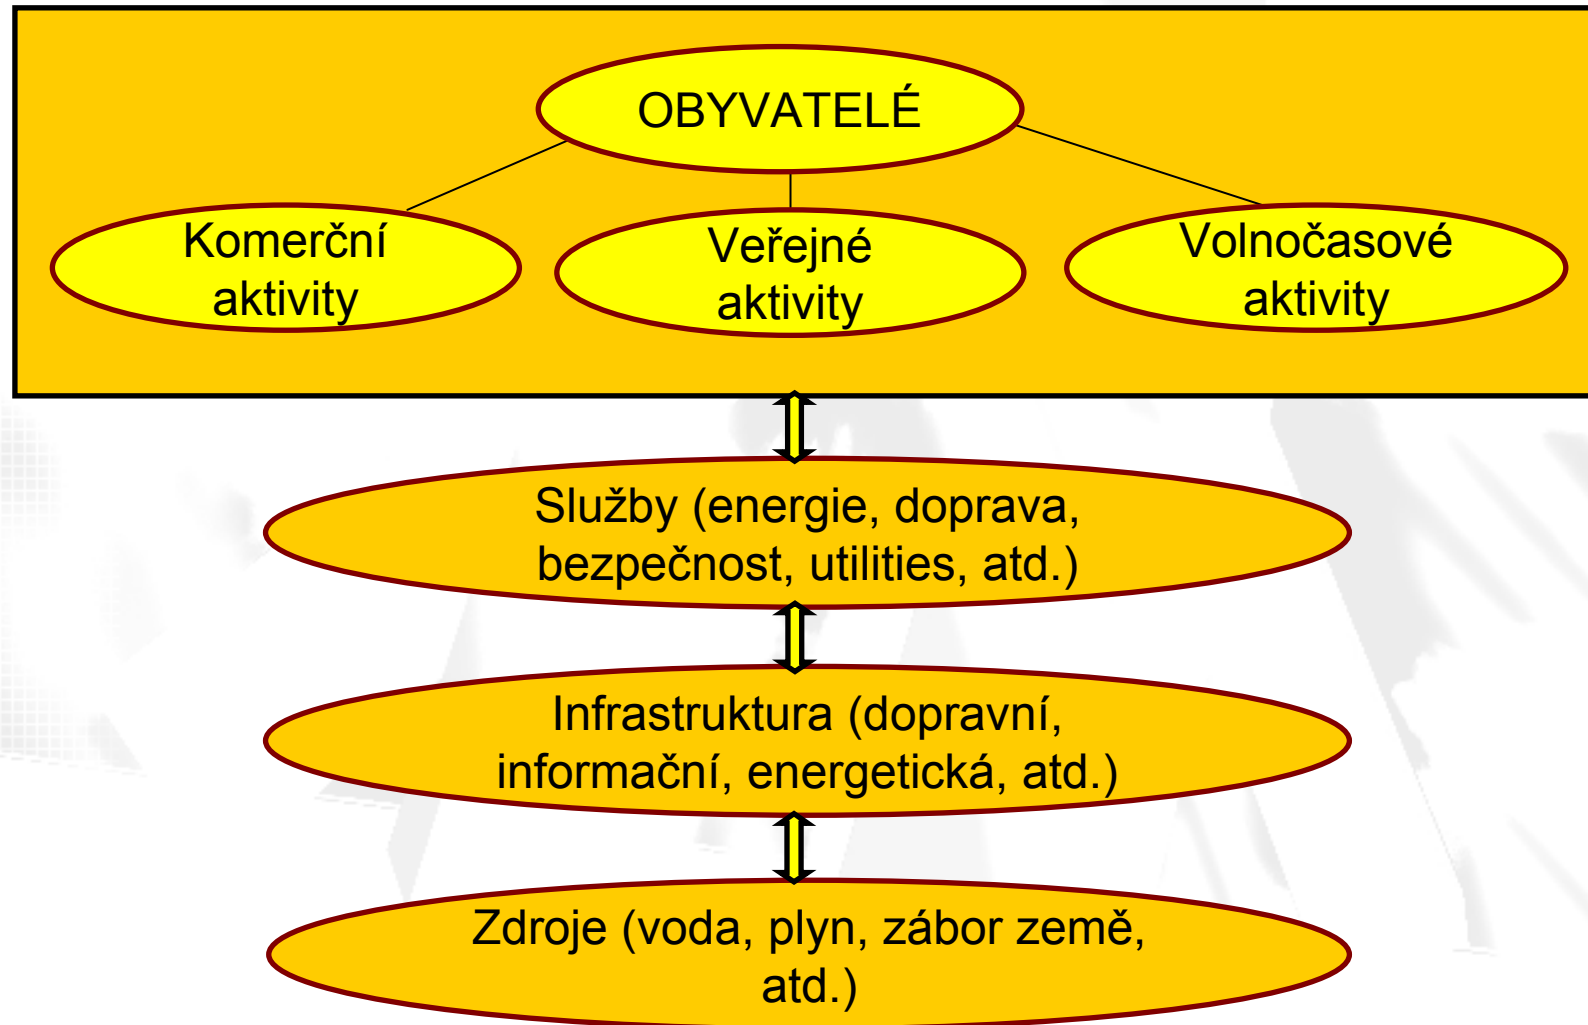 OBYVATELÉ
Komerční
aktivity
Veřejné
aktivity
Volnočasové
aktivity
Služby (energie, doprava,
bezpečnost, utilities, atd.)
Infrastruktura (dopravní,
informační, energetická, atd.)
Zdroje (voda, plyn, zábor země,
atd.)